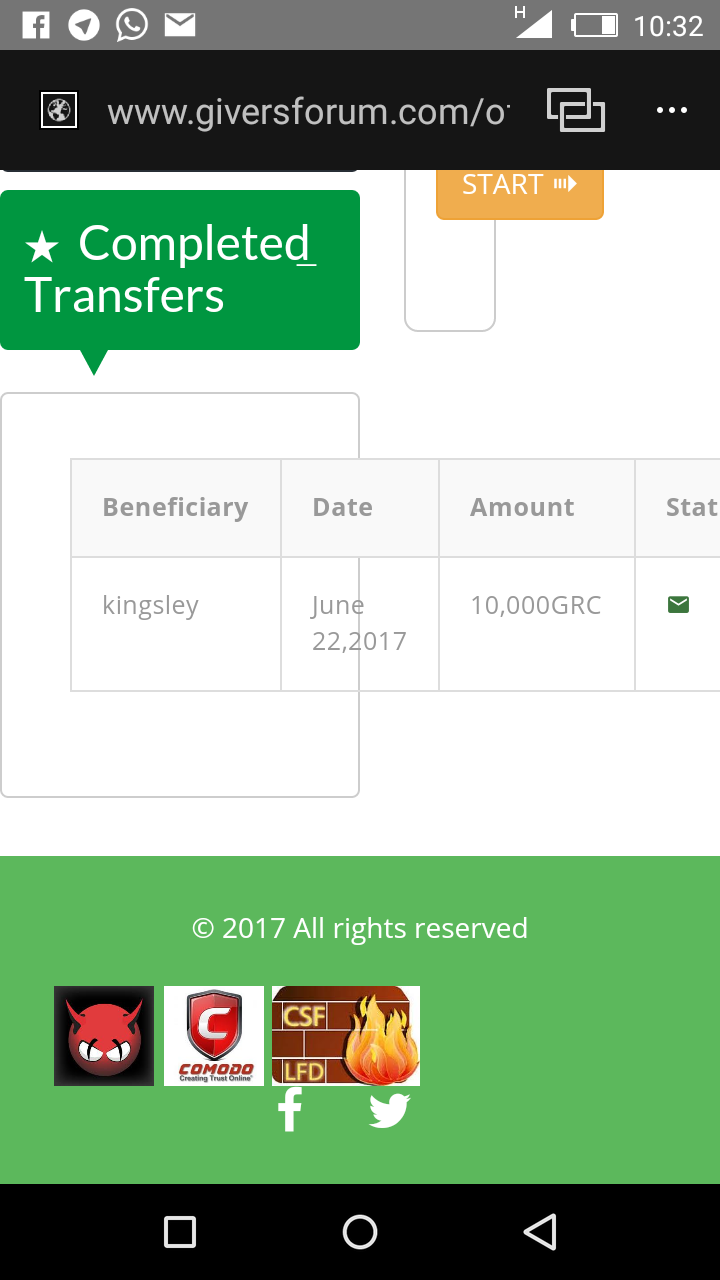 H
10:32
www.giversforum.com/o
START
★ Completed_
Transfers
Beneficiary Date Amount Stat
kingsley June 22,2017 10,000GRC
© 2017 All rights reserved
CSF
LFD
C
COMODO
Creating Trust Online